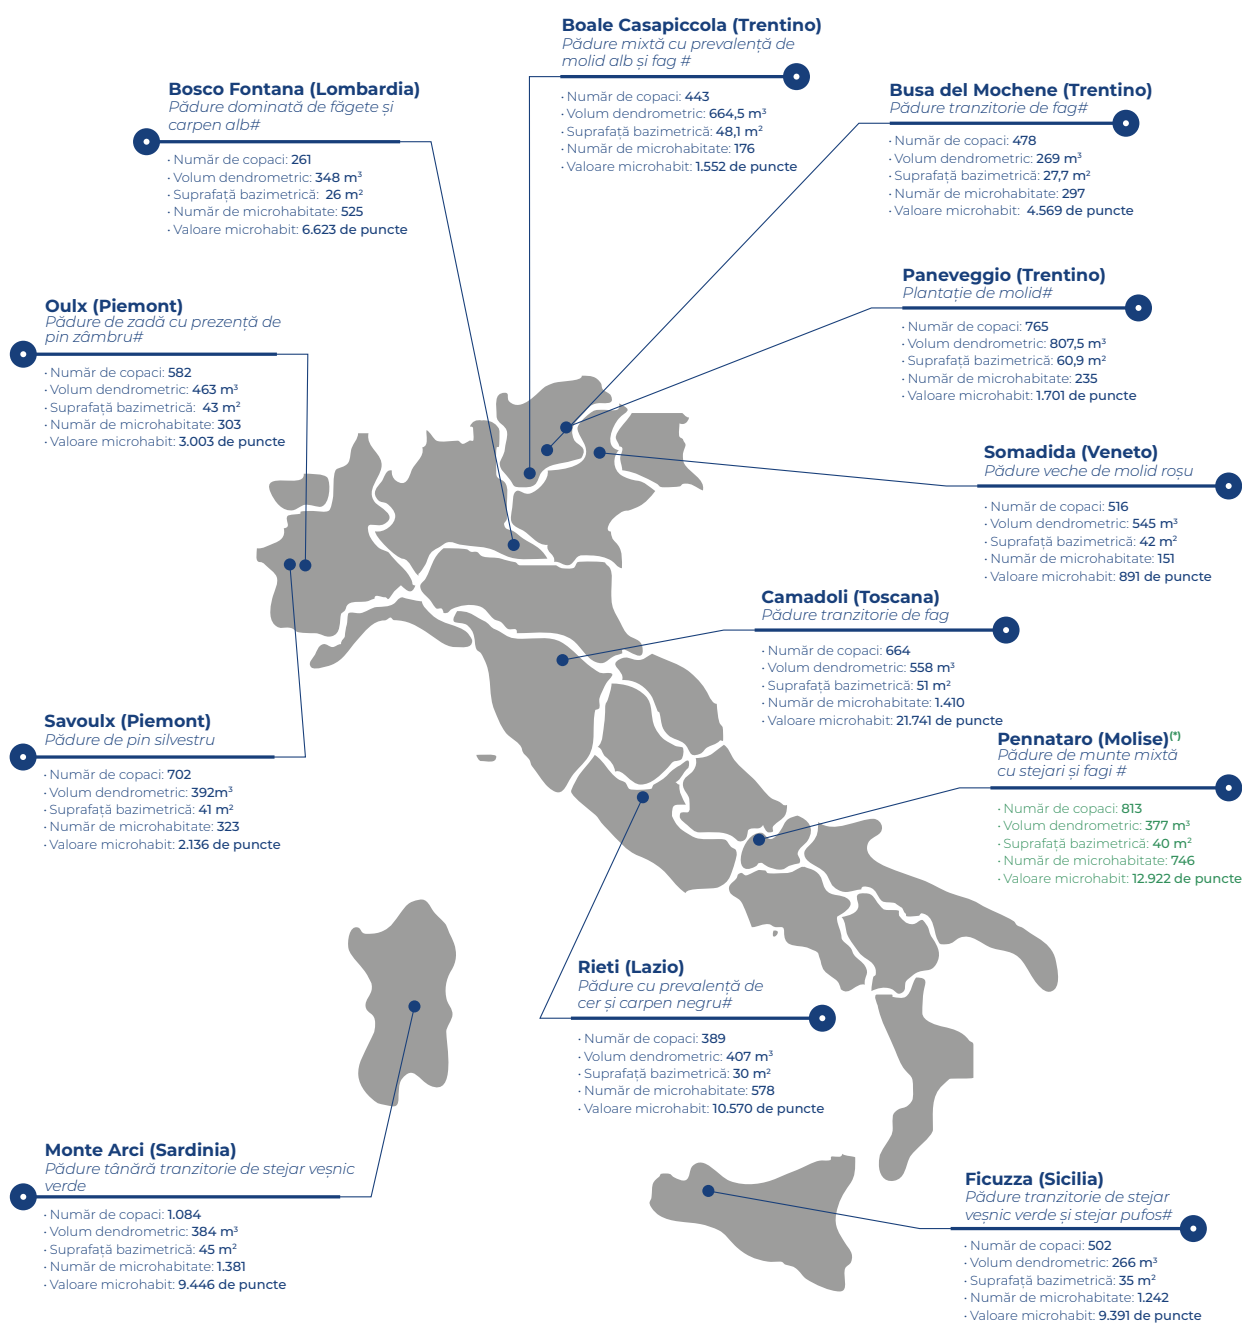 Boale Casapiccola (Trentino)
Pădure mixtă cu prevalență de
molid alb și fag #
· Număr de copaci: 443
· Volum dendrometric: 664,5 m³
· Suprafață bazimetrică: 48,1 m²
· Număr de microhabitate: 176
· Valoare microhabit: 1.552 de puncte
Bosco Fontana (Lombardia)
Pădure dominată de făgete și
carpen alb#
· Număr de copaci: 261
· Volum dendrometric: 348 m³
· Suprafață bazimetrică: 26 m²
· Număr de microhabitate: 525
· Valoare microhabit: 6.623 de puncte
Busa del Mochene (Trentino)
Pădure tranzitorie de fag#
· Număr de copaci: 478
· Volum dendrometric: 269 m³
· Suprafață bazimetrică: 27,7 m²
· Număr de microhabitate: 297
· Valoare microhabit: 4.569 de puncte
Paneveggio (Trentino)
Plantație de molid#
· Număr de copaci: 765
· Volum dendrometric: 807,5 m³
· Suprafață bazimetrică: 60,9 m²
· Număr de microhabitate: 235
· Valoare microhabit: 1.701 de puncte
Oulx (Piemont)
Pădure de zadă cu prezență de
pin zâmbru#
· Număr de copaci: 582
· Volum dendrometric: 463 m³
· Suprafață bazimetrică: 43 m²
· Număr de microhabitate: 303
· Valoare microhabit: 3.003 de puncte
Somadida (Veneto)
Pădure veche de molid roșu
· Număr de copaci: 516
· Volum dendrometric: 545 m³
· Suprafață bazimetrică: 42 m²
· Număr de microhabitate: 151
· Valoare microhabit: 891 de puncte
Camadoli (Toscana)
Pădure tranzitorie de fag
· Număr de copaci: 664
· Volum dendrometric: 558 m³
· Suprafață bazimetrică: 51 m²
· Număr de microhabitate: 1.410
· Valoare microhabit: 21.741 de puncte
Savoulx (Piemont)
Pădure de pin silvestru
· Număr de copaci: 702
· Volum dendrometric: 392m³
· Suprafață bazimetrică: 41 m²
· Număr de microhabitate: 323
· Valoare microhabit: 2.136 de puncte
Pennataro (Molise)(*)
Pădure de munte mixtă
cu stejari și fagi #
· Număr de copaci: 813
· Volum dendrometric: 377 m³
· Suprafață bazimetrică: 40 m²
· Număr de microhabitate: 746
· Valoare microhabit: 12.922 de puncte
Rieti (Lazio)
Pădure cu prevalență de
cer și carpen negru#
· Număr de copaci: 389
· Volum dendrometric: 407 m³
· Suprafață bazimetrică: 30 m²
· Număr de microhabitate: 578
· Valoare microhabit: 10.570 de puncte
Monte Arci (Sardinia)
Pădure tânără tranzitorie de stejar veșnic
verde
· Număr de copaci: 1.084
· Volum dendrometric: 384 m³
· Suprafață bazimetrică: 45 m²
· Număr de microhabitate: 1.381
· Valoare microhabit: 9.446 de puncte
Ficuzza (Sicilia)
Pădure tranzitorie de stejar
veșnic verde și stejar pufos#
· Număr de copaci: 502
· Volum dendrometric: 266 m³
· Suprafață bazimetrică: 35 m²
· Număr de microhabitate: 1.242
· Valoare microhabit: 9.391 de puncte